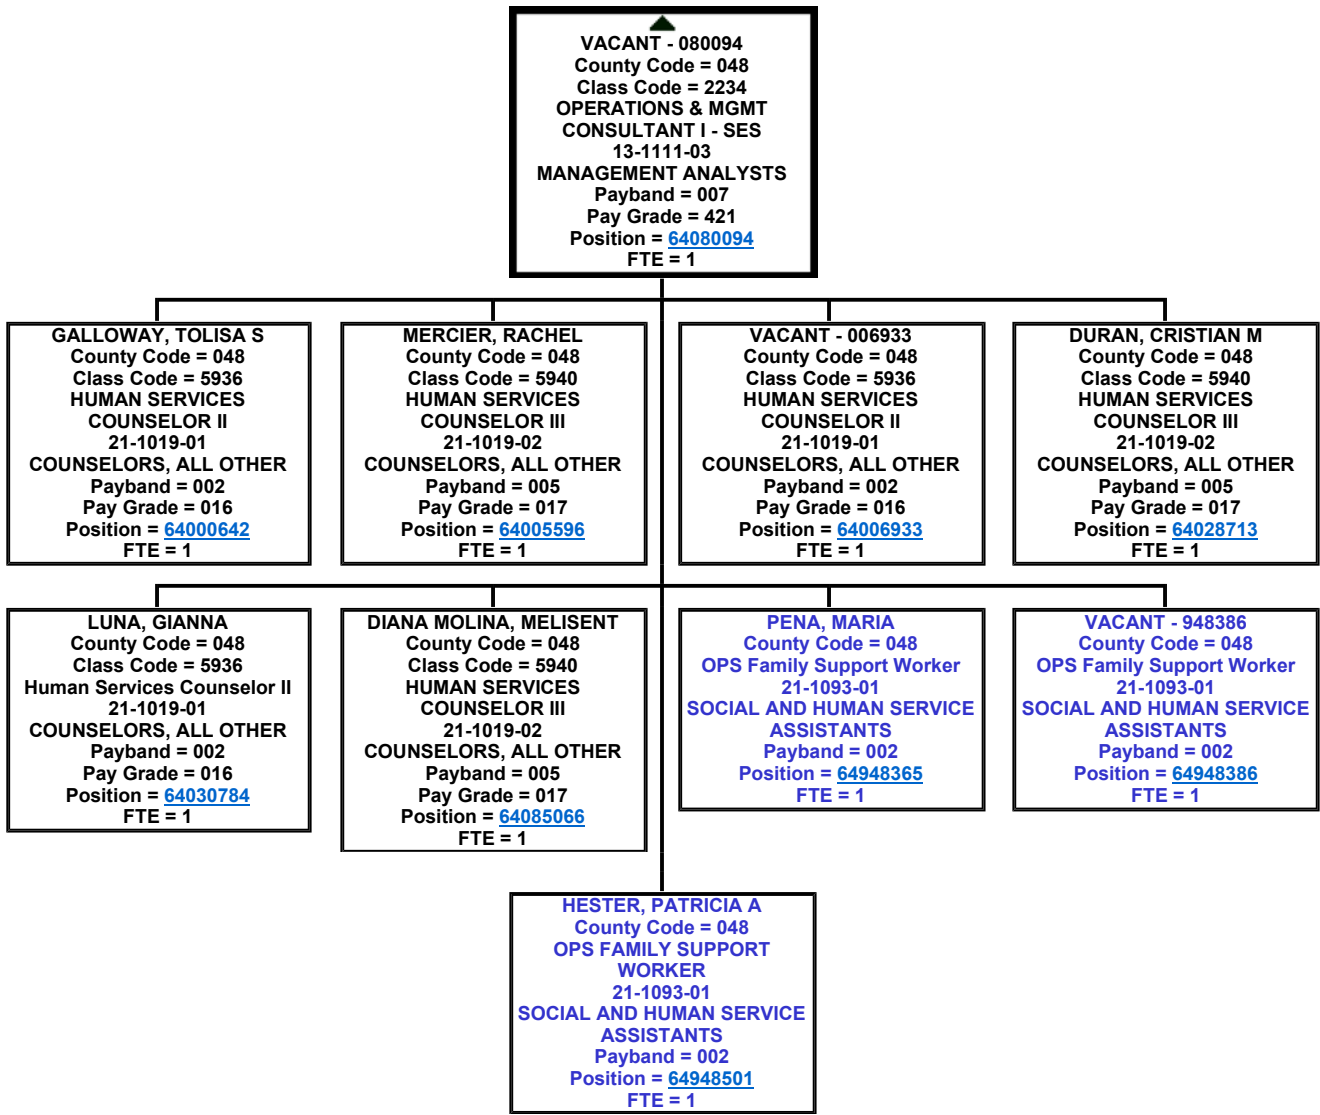 VACANT - 080094
County Code = 048
Class Code = 2234
OPERATIONS & MGMT
CONSULTANT I - SES
13-1111-03
MANAGEMENT ANALYSTS
Payband = 007
Pay Grade = 421
Position = 64080094
FTE = 1
GALLOWAY, TOLISA S
County Code = 048
Class Code = 5936
HUMAN SERVICES
COUNSELOR II
21-1019-01
COUNSELORS, ALL OTHER
Payband = 002
Pay Grade = 016
Position = 64000642
FTE = 1
MERCIER, RACHEL
County Code = 048
Class Code = 5940
HUMAN SERVICES
COUNSELOR III
21-1019-02
COUNSELORS, ALL OTHER
Payband = 005
Pay Grade = 017
Position = 64005596
FTE = 1
VACANT - 006933
County Code = 048
Class Code = 5936
HUMAN SERVICES
COUNSELOR II
21-1019-01
COUNSELORS, ALL OTHER
Payband = 002
Pay Grade = 016
Position = 64006933
FTE = 1
DURAN, CRISTIAN M
County Code = 048
Class Code = 5940
HUMAN SERVICES
COUNSELOR III
21-1019-02
COUNSELORS, ALL OTHER
Payband = 005
Pay Grade = 017
Position = 64028713
FTE = 1
LUNA, GIANNA
County Code = 048
Class Code = 5936
Human Services Counselor II
21-1019-01
COUNSELORS, ALL OTHER
Payband = 002
Pay Grade = 016
Position = 64030784
FTE = 1
DIANA MOLINA, MELISENT
County Code = 048
Class Code = 5940
HUMAN SERVICES
COUNSELOR III
21-1019-02
COUNSELORS, ALL OTHER
Payband = 005
Pay Grade = 017
Position = 64085066
FTE = 1
PENA, MARIA
County Code = 048
OPS Family Support Worker
21-1093-01
SOCIAL AND HUMAN SERVICE
ASSISTANTS
Payband = 002
Position = 64948365
FTE = 1
VACANT - 948386
County Code = 048
OPS Family Support Worker
21-1093-01
SOCIAL AND HUMAN SERVICE
ASSISTANTS
Payband = 002
Position = 64948386
FTE = 1
HESTER, PATRICIA A
County Code = 048
OPS FAMILY SUPPORT
WORKER
21-1093-01
SOCIAL AND HUMAN SERVICE
ASSISTANTS
Payband = 002
Position = 64948501
FTE = 1